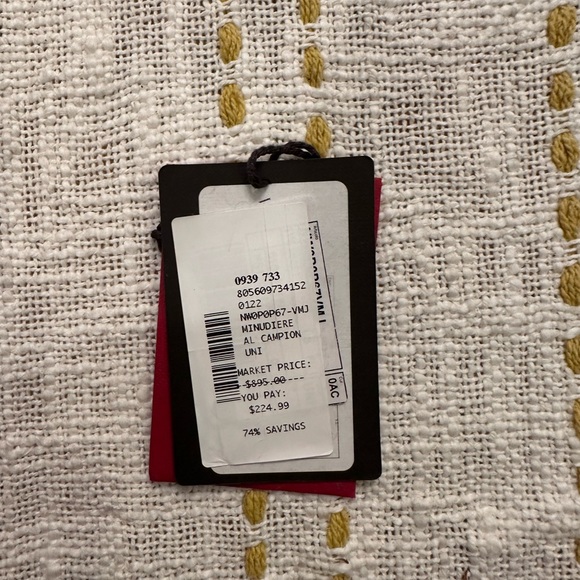 0939 733
805609734152
0122
NW0P0P67-VMJ
MINUDIERE
AL CAMPION
UNI
MARKET PRICE:
$895.00---
YOU PAY:
$224.99
74% SAVINGS
0AC